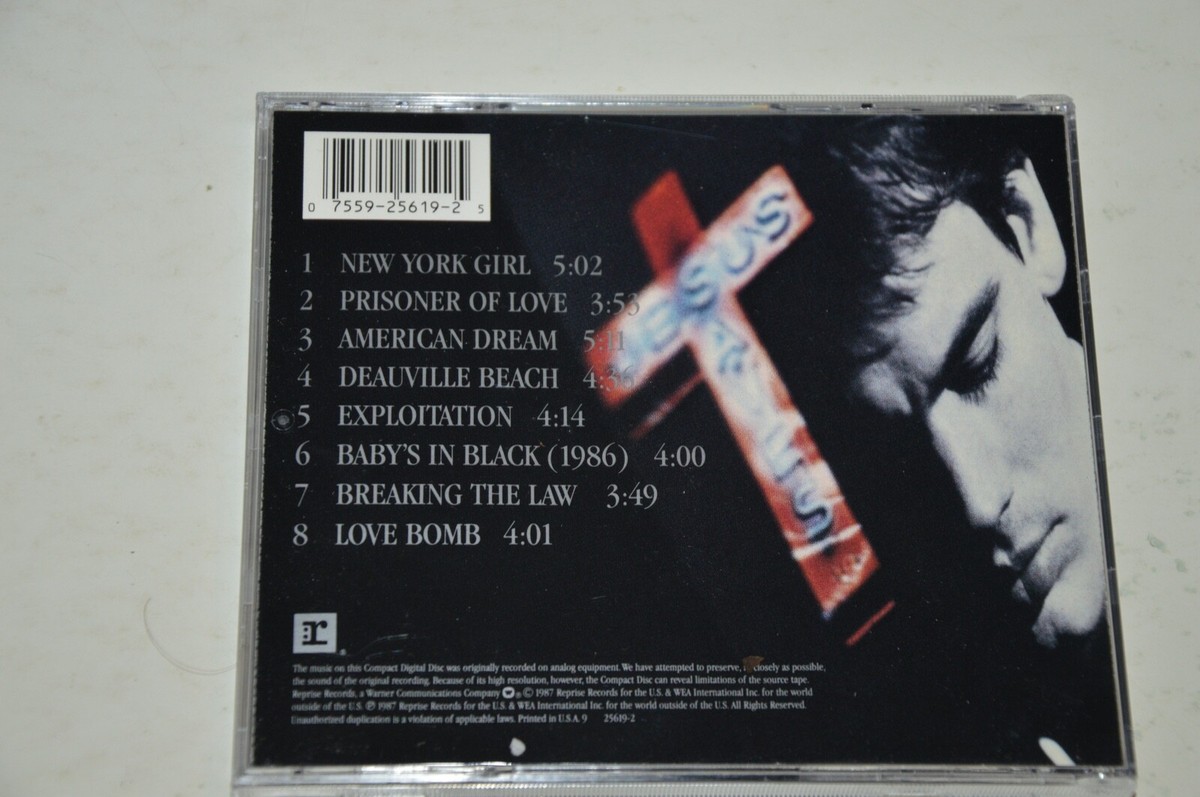 0 7559-25619-2 5
1 NEW YORK GIRL 5:02
2 PRISONER OF LOVE 3:53
3 AMERICAN DREAM 5:11
4 DEAUVILLE BEACH 4:36
5 EXPLOITATION 4:14
6 BABY'S IN BLACK (1986) 4:00
7 BREAKING THE LAW 3:49
8 LOVE BOMB 4:01
JESUS
SAVES
r ®
The music on this Compact Digital Disc was originally recorded on analog equipment. We have attempted to preserve, closely as possible,
the sound of the original recording. Because of its high resolution, however, the Compact Disc can reveal limitations of the source tape.
Reprise Records, a Warner Communications Company ® © 1987 Reprise Records for the U.S. & WEA International Inc. for the world
outside of the U.S. ℗ 1987 Reprise Records for the U.S. & WEA International Inc. for the world outside of the U.S. All Rights Reserved.
Unauthorized duplication is a violation of applicable laws. Printed in U.S.A. 9 25619-2